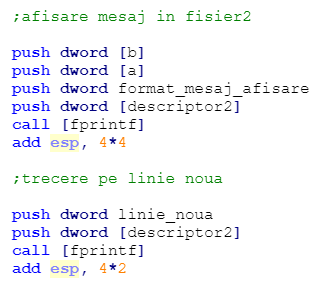 ;afisare mesaj in fisier2
push dword [b]
push dword [a]
push dword format_mesaj_afisare
push dword [descriptor2]
call [fprintf]
add esp, 4*4
;trecere pe linie noua
push dword linie_noua
push dword [descriptor2]
call [fprintf]
add esp, 4*2